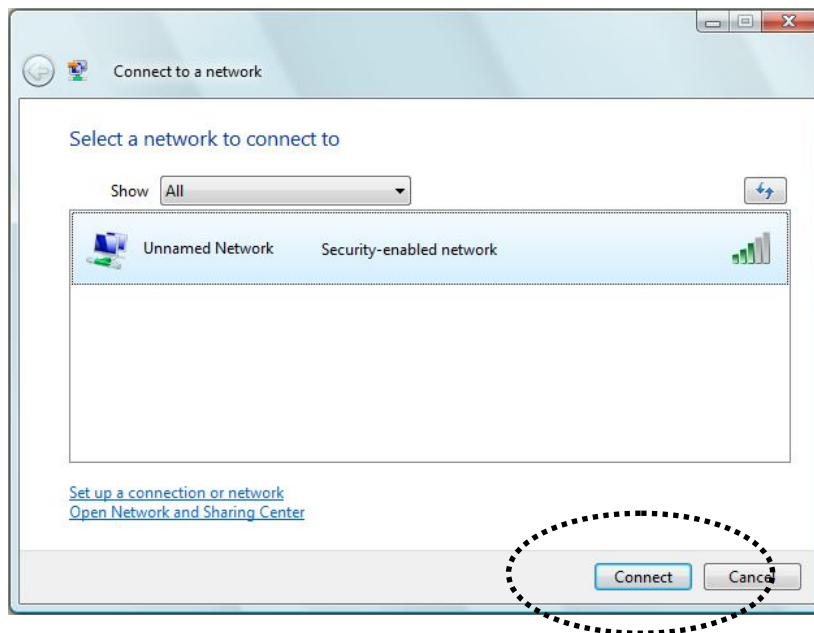 Connect to a network
Select a network to connect to
Show All
Unnamed Network Security-enabled network
Set up a connection or network
Open Network and Sharing Center
Connect Cancel